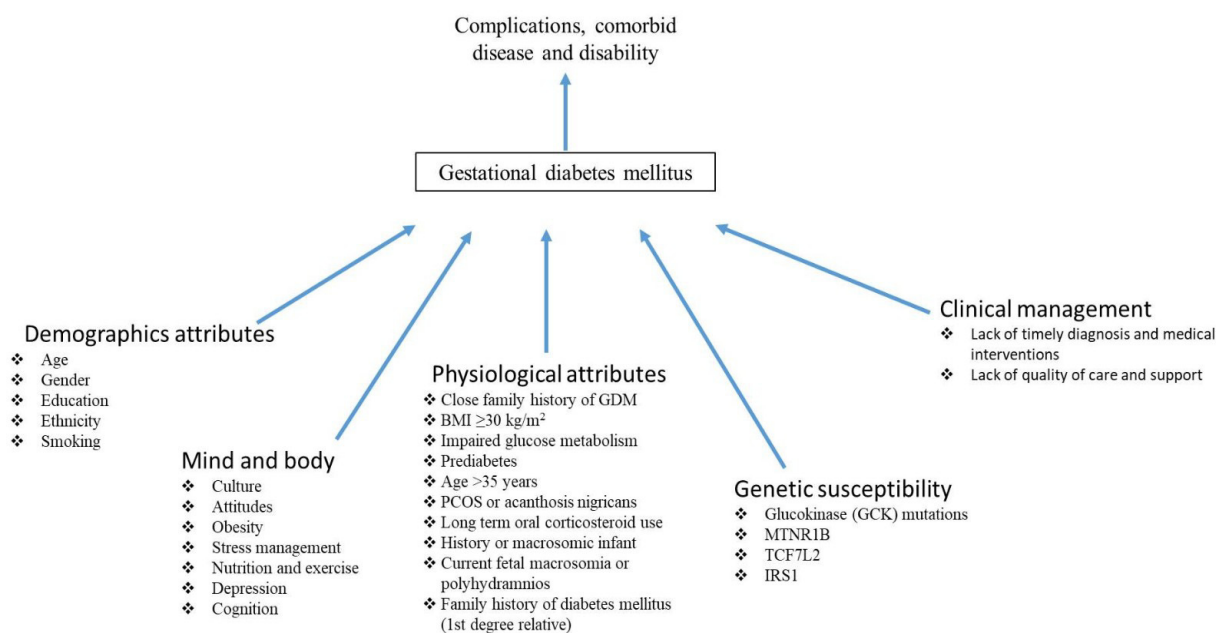 Complications, comorbid
disease and disability
Gestational diabetes mellitus
Demographics attributes
❖ Age
❖ Gender
❖ Education
❖ Ethnicity
❖ Smoking
Mind and body
❖ Culture
❖ Attitudes
❖ Obesity
❖ Stress management
❖ Nutrition and exercise
❖ Depression
❖ Cognition
Physiological attributes
❖ Close family history of GDM
❖ BMI ≥30 kg/m²
❖ Impaired glucose metabolism
❖ Prediabetes
❖ Age >35 years
❖ PCOS or acanthosis nigricans
❖ Long term oral corticosteroid use
❖ History or macrosomic infant
❖ Current fetal macrosomia or
polyhydramnios
❖ Family history of diabetes mellitus
(1st degree relative)
Genetic susceptibility
❖ Glucokinase (GCK) mutations
❖ MTNR1B
❖ TCF7L2
❖ IRS1
Clinical management
❖ Lack of timely diagnosis and medical
interventions
❖ Lack of quality of care and support